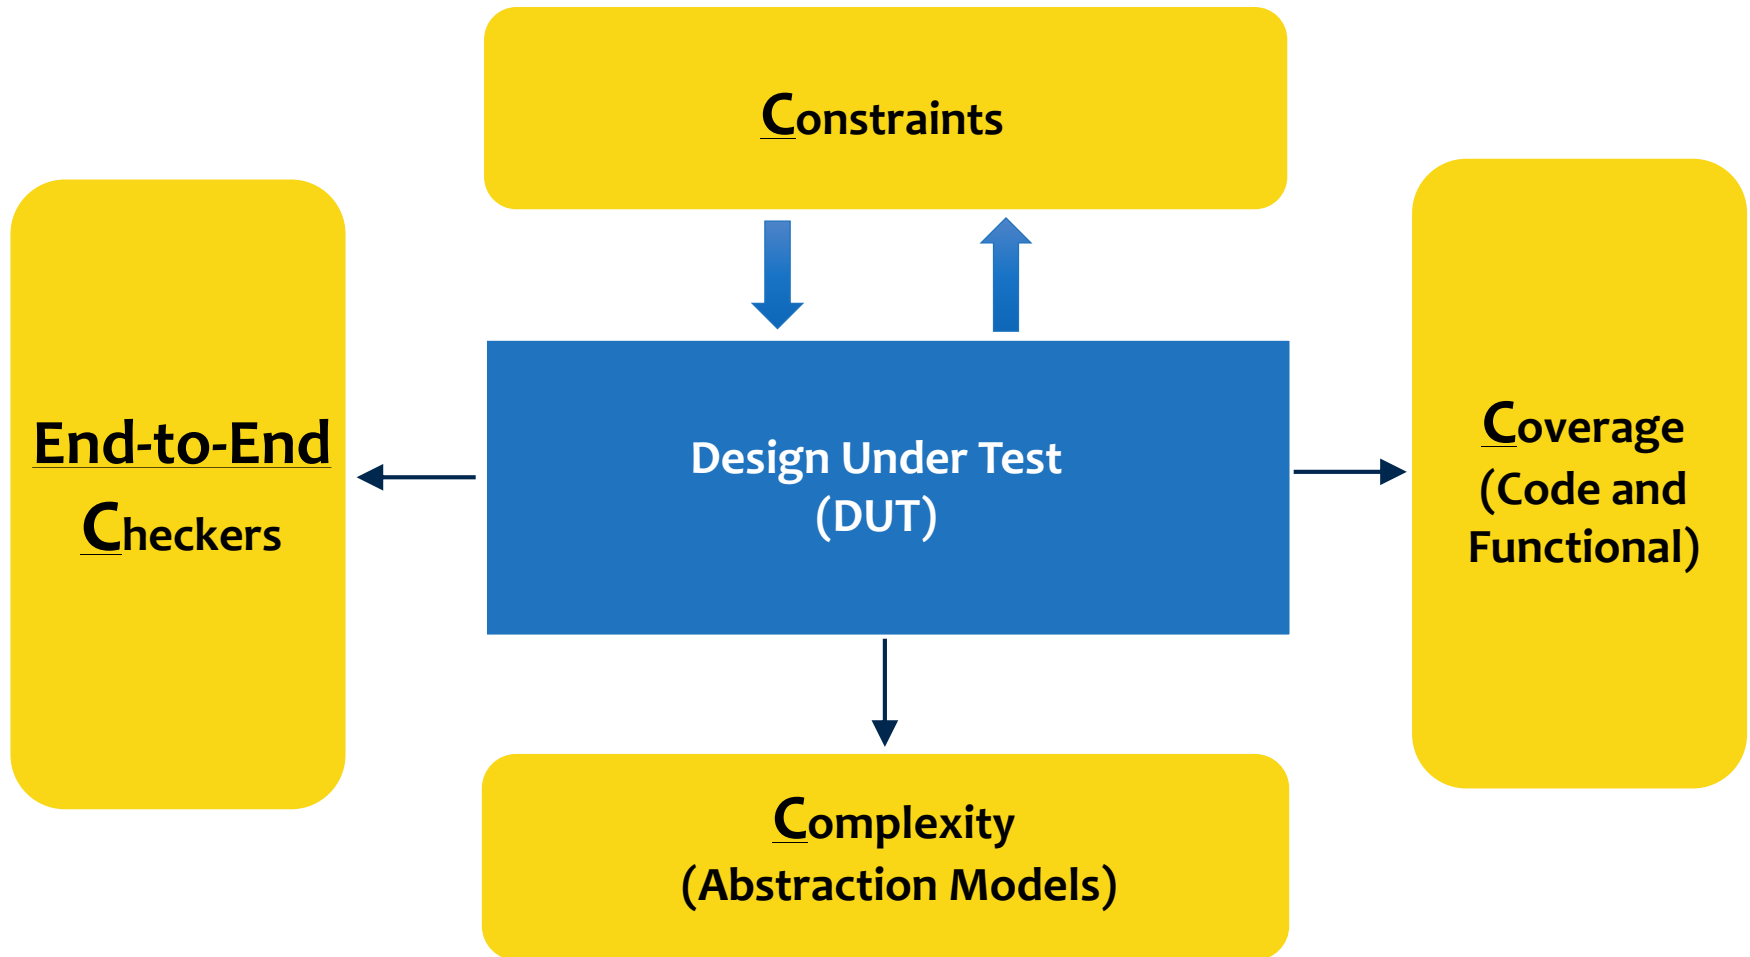 Constraints
End-to-End
Checkers
Design Under Test
(DUT)
Coverage
(Code and
Functional)
Complexity
(Abstraction Models)